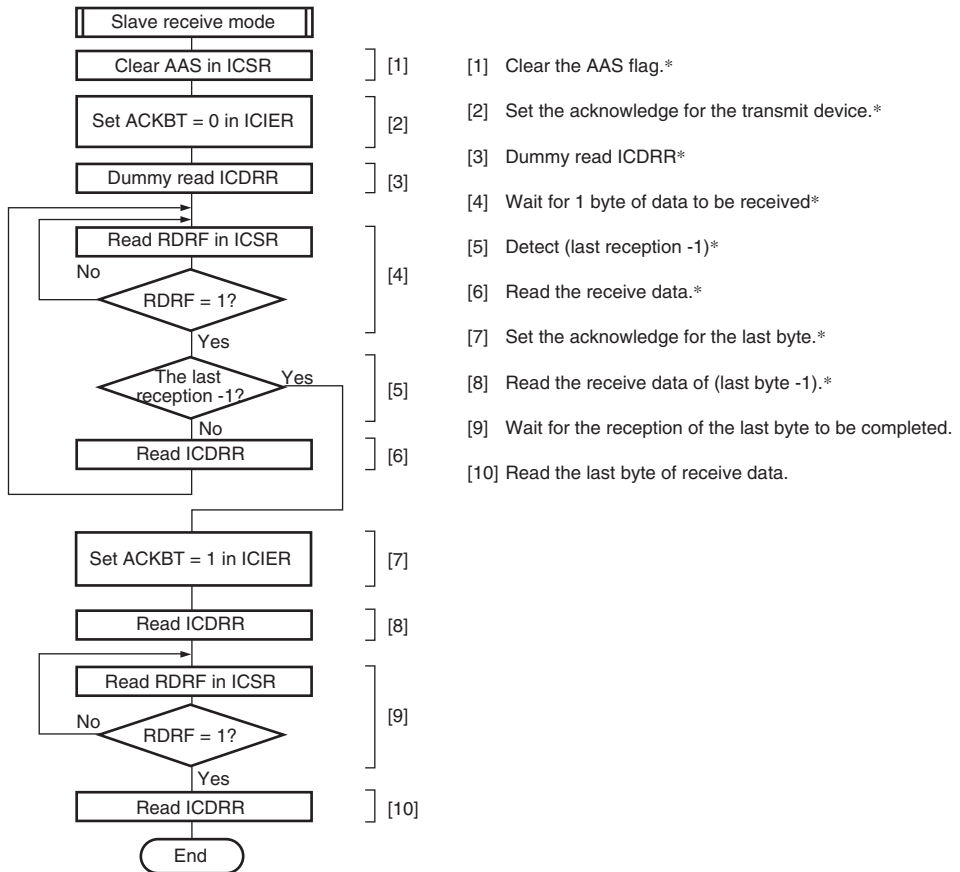 Slave receive mode
Clear AAS in ICSR
[1]
Set ACKBT = 0 in ICIER
[2]
Dummy read ICDRR
[3]
Read RDRF in ICSR
No
[4]
RDRF = 1?
Yes
The last
reception -1?
Yes
[5]
No
Read ICDRR
[6]
Set ACKBT = 1 in ICIER
[7]
Read ICDRR
[8]
Read RDRF in ICSR
No
[9]
RDRF = 1?
Yes
Read ICDRR
[10]
End
[1] Clear the AAS flag.*
[2] Set the acknowledge for the transmit device.*
[3] Dummy read ICDRR*
[4] Wait for 1 byte of data to be received*
[5] Detect (last reception -1)*
[6] Read the receive data.*
[7] Set the acknowledge for the last byte.*
[8] Read the receive data of (last byte -1).*
[9] Wait for the reception of the last byte to be completed.
[10] Read the last byte of receive data.